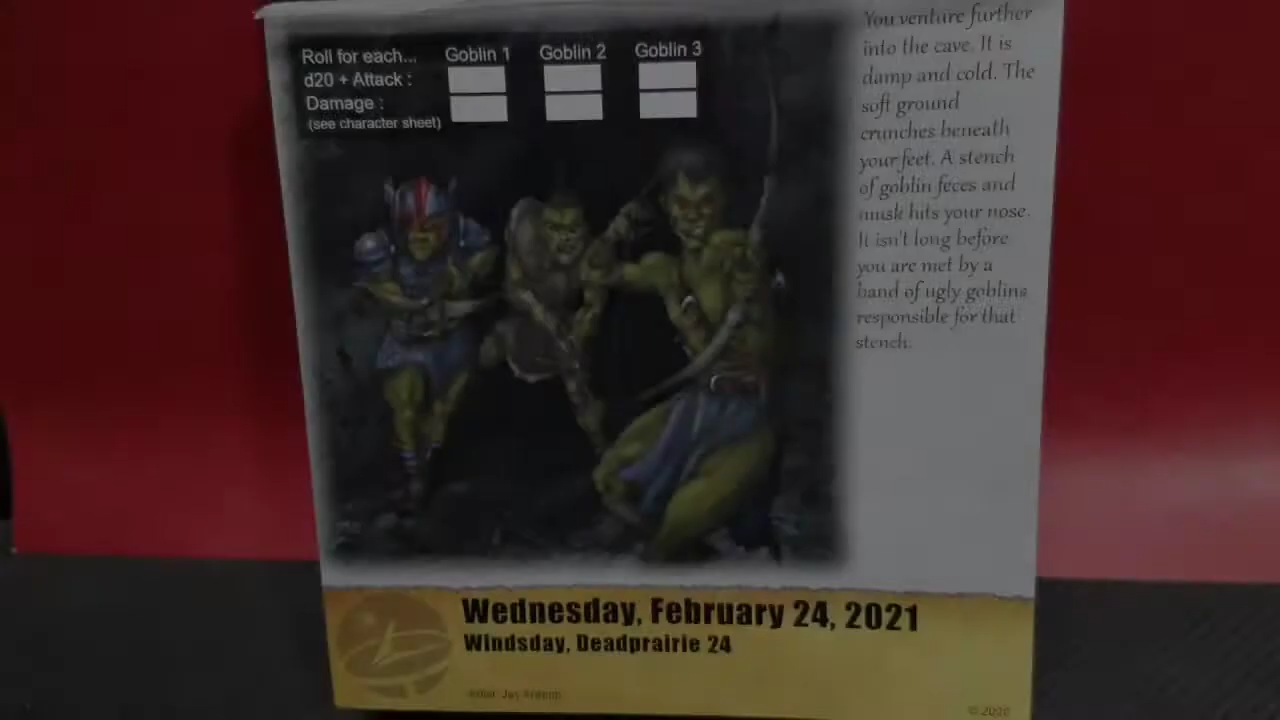 Roll for each... Goblin 1 Goblin 2 Goblin 3
d20 + Attack :
Damage :
(see character sheet)
You venture further
into the cave. It is
damp and cold. The
soft ground
crunches beneath
your feet. A stench
of goblin feces and
musk hits your nose.
It isn't long before
you are met by a
band of ugly goblins
responsible for that
stench.
Wednesday, February 24, 2021
Windsday, Deadprairie 24
© 2020